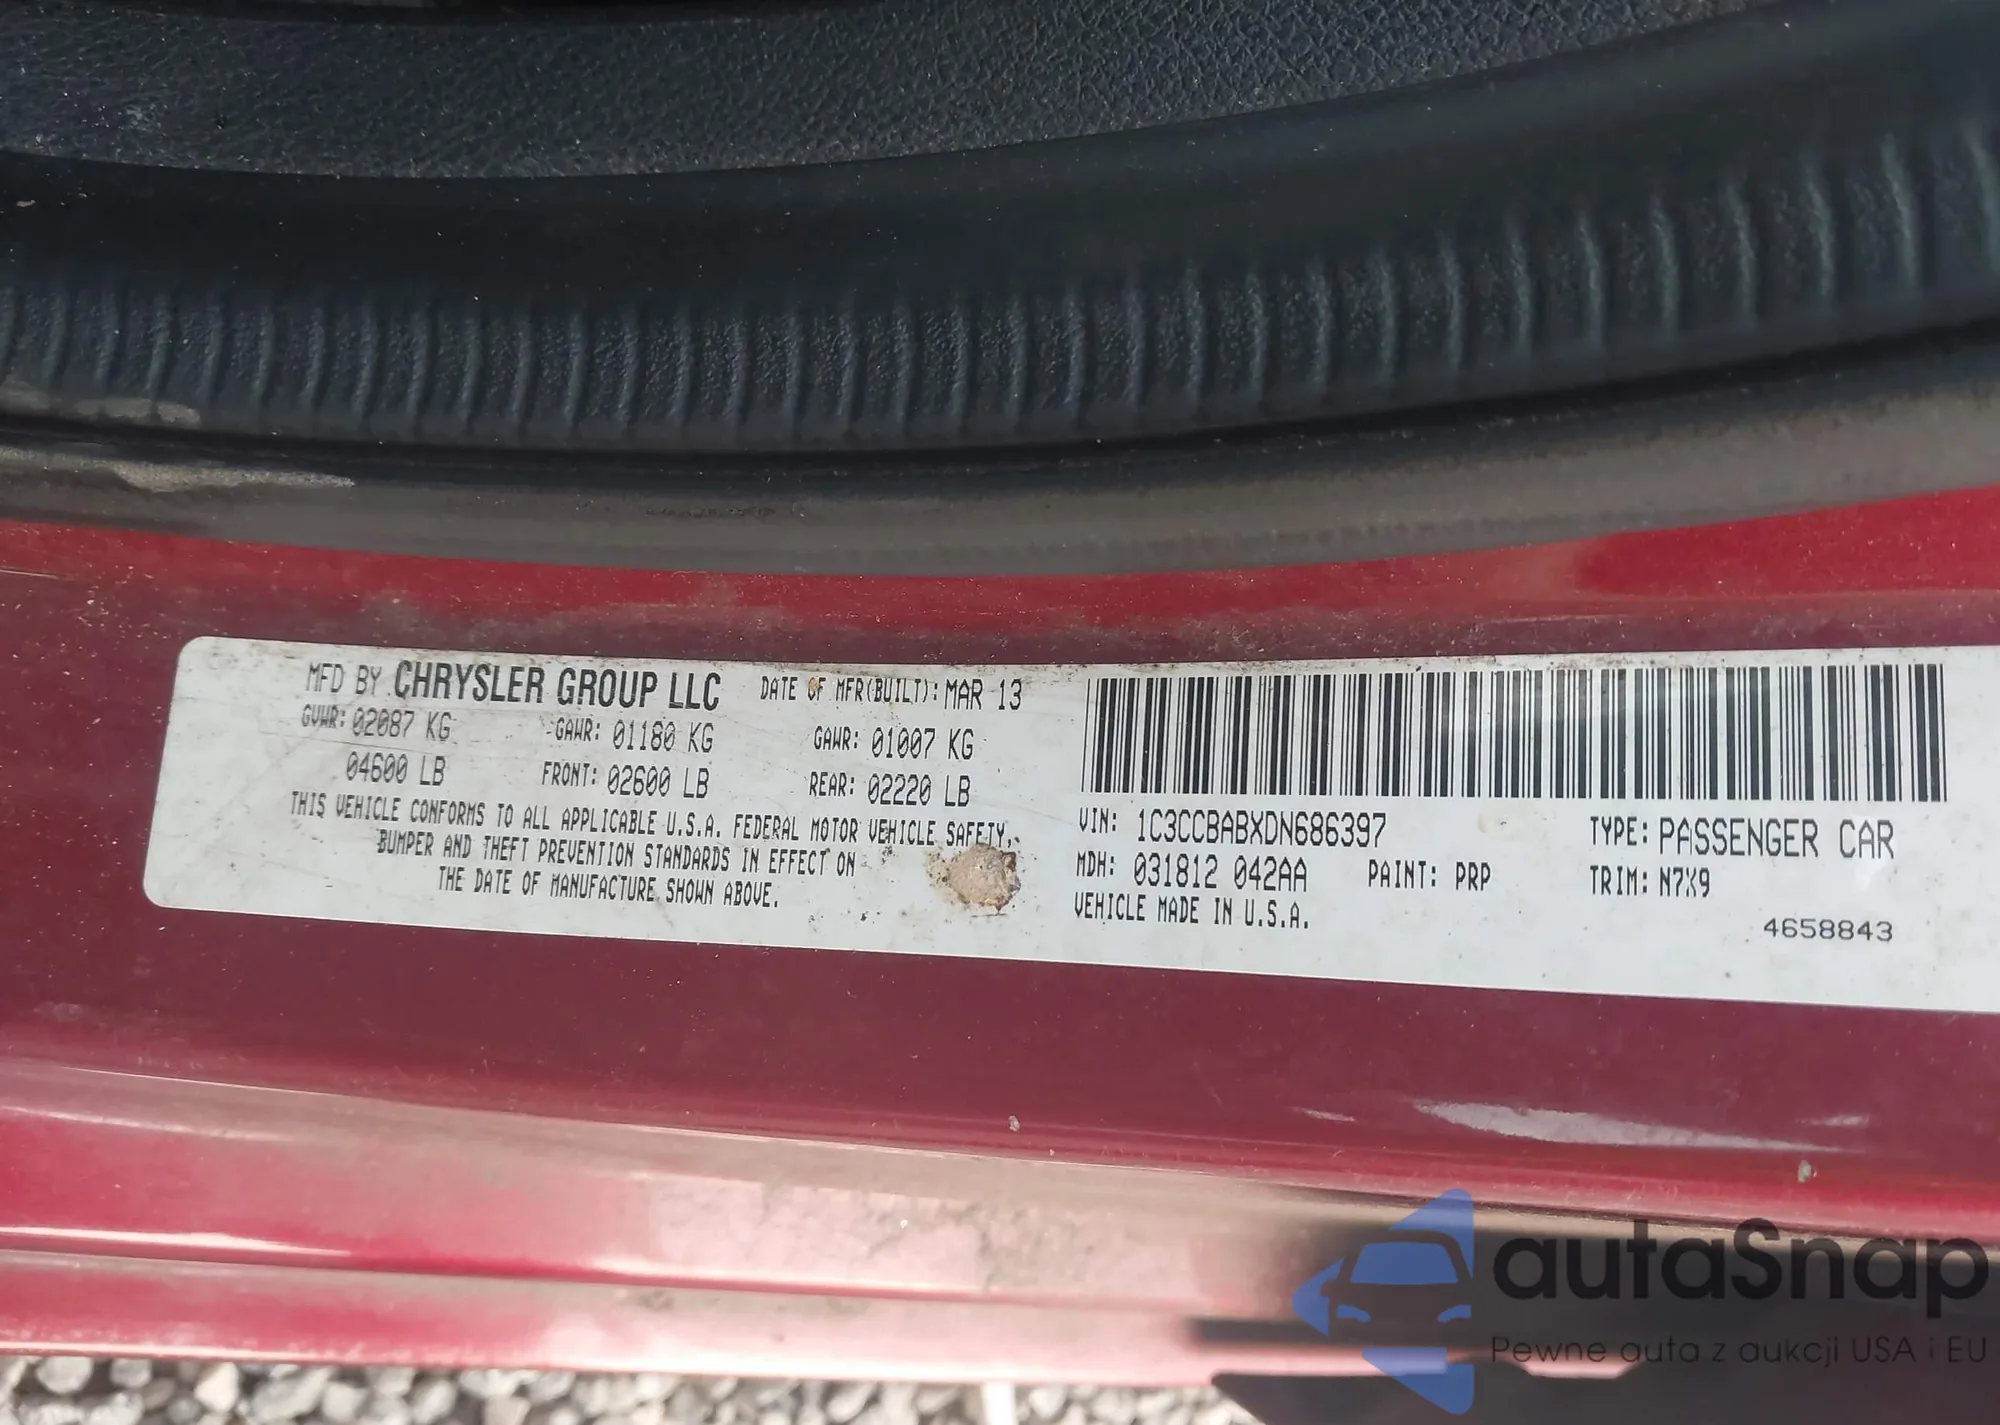 MFD BY CHRYSLER GROUP LLC DATE OF MFR(BUILT): MAR 13
GVWR: 02087 KG GAWR: 01180 KG GAWR: 01007 KG
04600 LB FRONT: 02600 LB REAR: 02220 LB
THIS VEHICLE CONFORMS TO ALL APPLICABLE U.S.A. FEDERAL MOTOR VEHICLE SAFETY,
BUMPER AND THEFT PREVENTION STANDARDS IN EFFECT ON
THE DATE OF MANUFACTURE SHOWN ABOVE.
VIN: 1C3CCBABXDN686397 TYPE: PASSENGER CAR
MDH: 031812 042AA PAINT: PRP TRIM: N7X9
VEHICLE MADE IN U.S.A.
4658843
autaSnap
Pewne auta z aukcji USA i EU